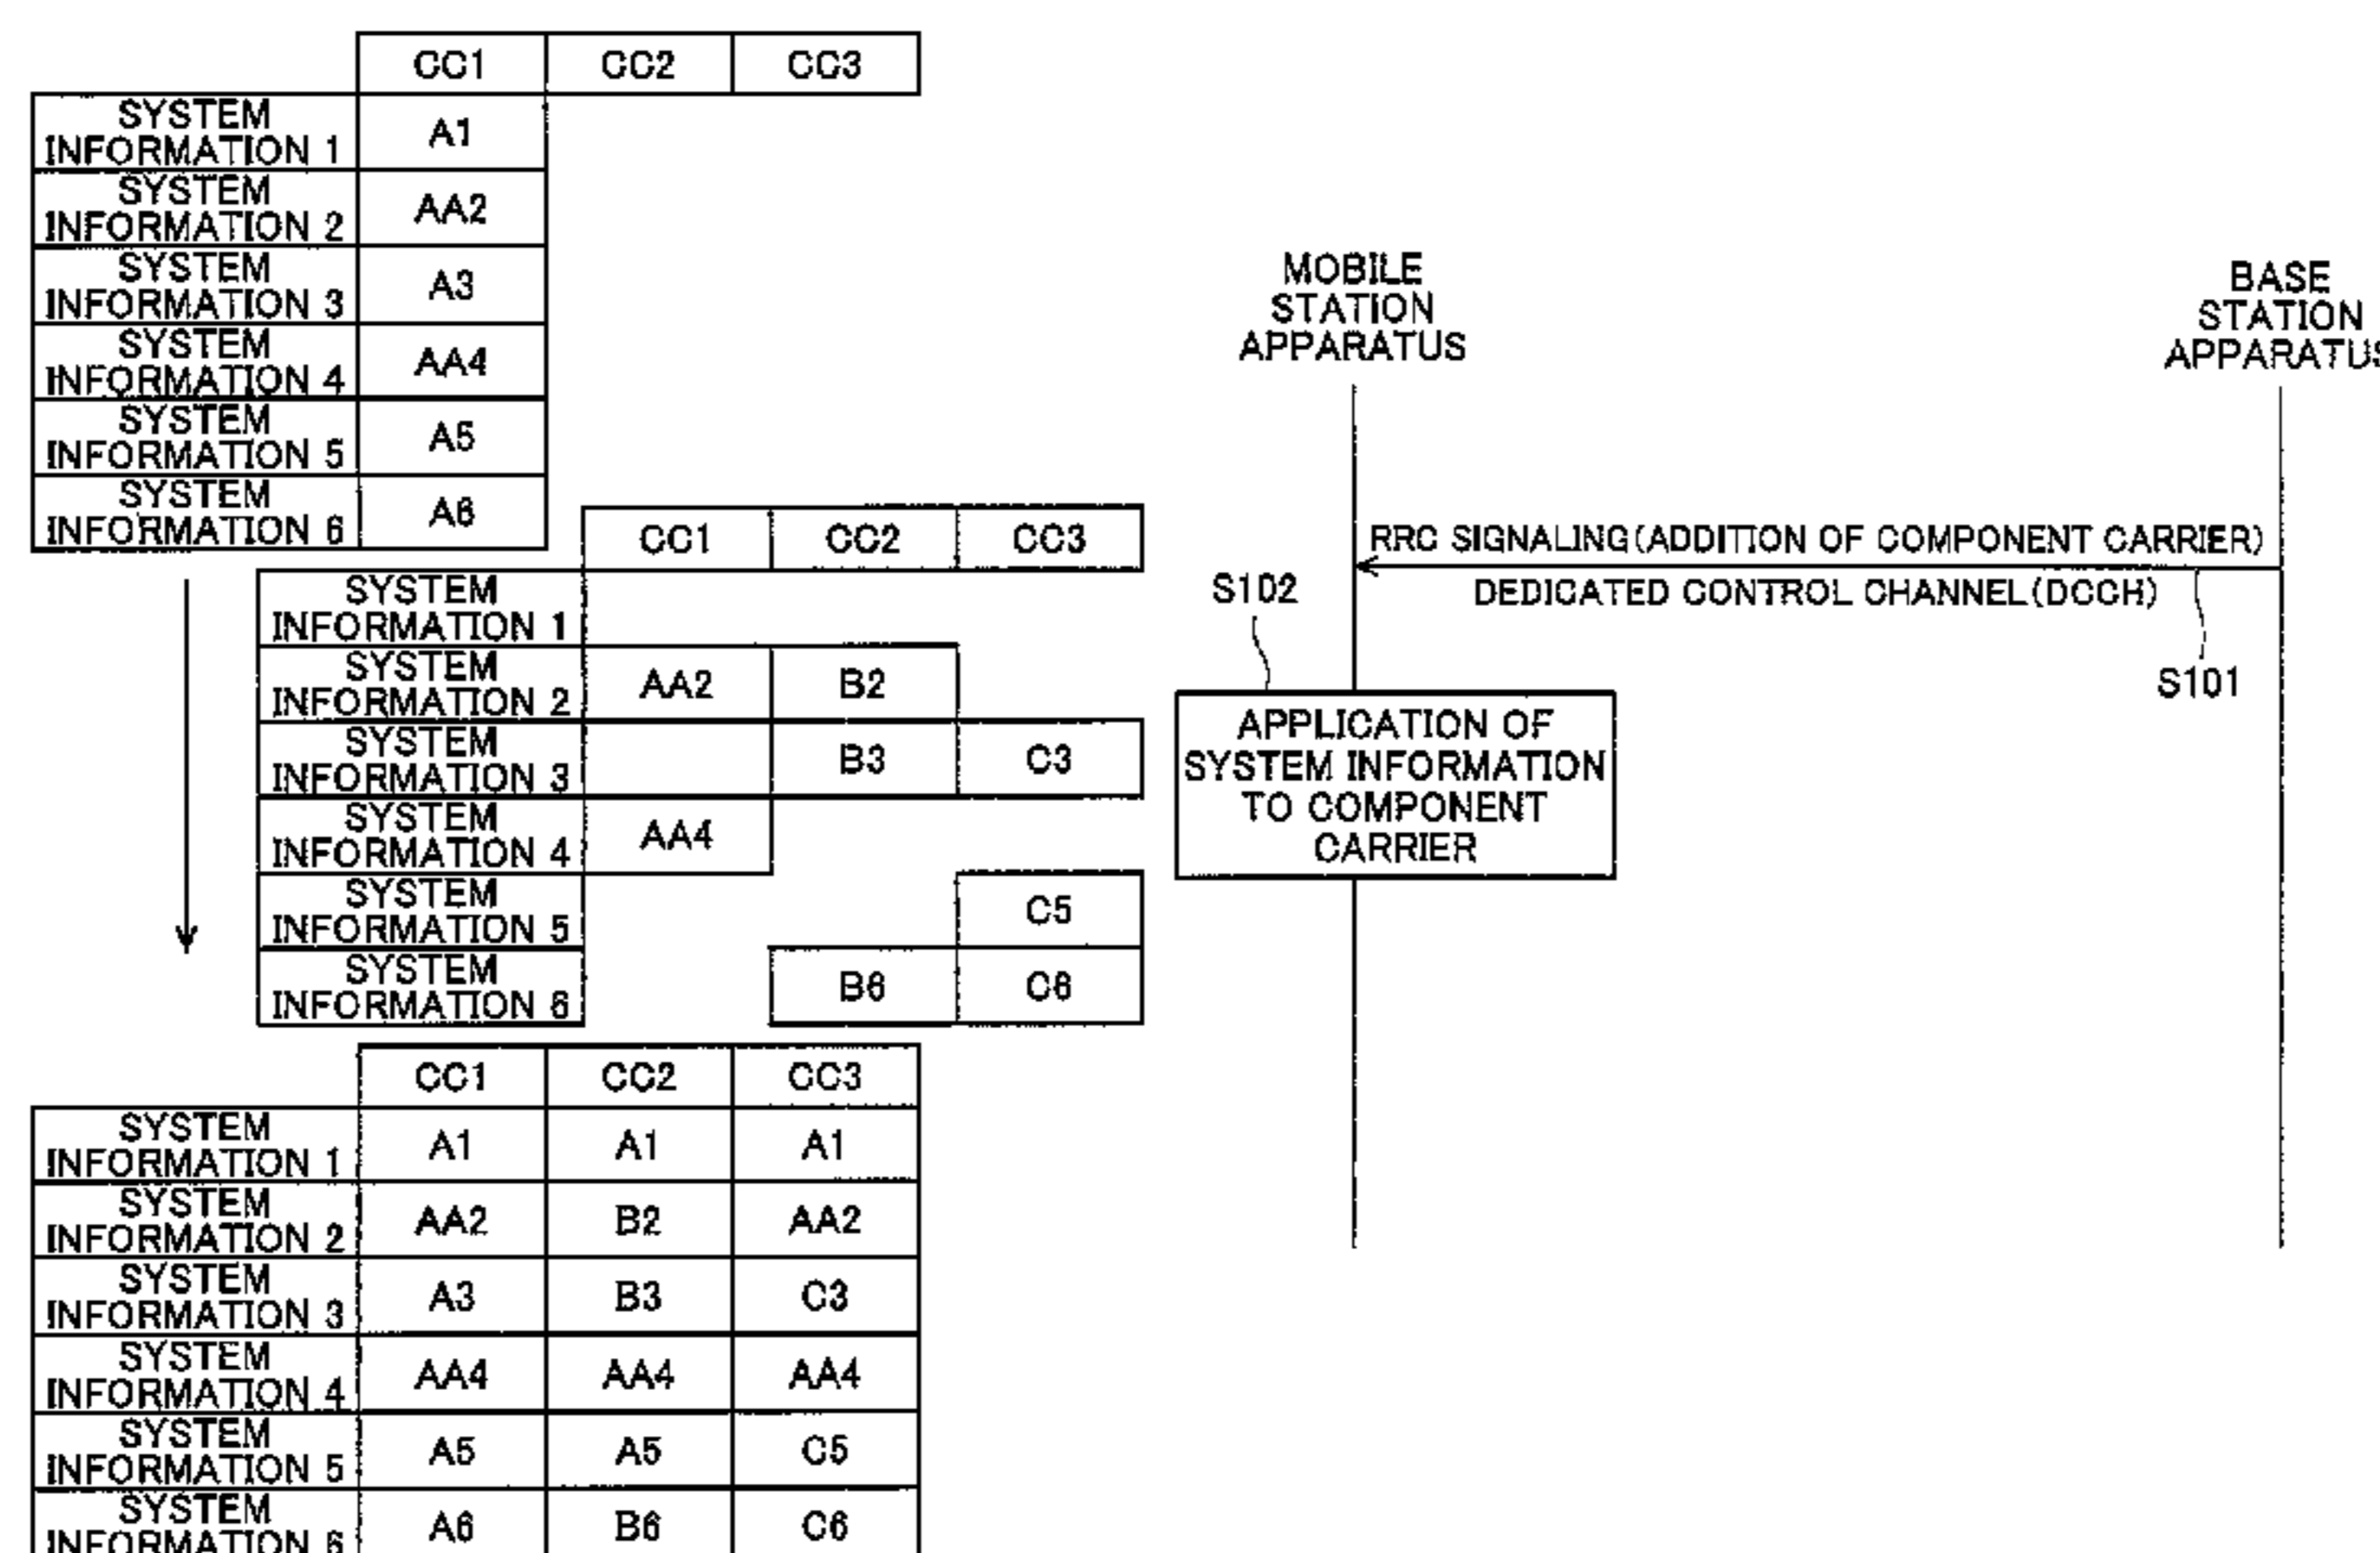 CC1 CC2 CC3
SYSTEM
INFORMATION 1 A1
SYSTEM
INFORMATION 2 AA2
SYSTEM
INFORMATION 3 A3
SYSTEM
INFORMATION 4 AA4
SYSTEM
INFORMATION 5 A5
SYSTEM
INFORMATION 6 A6
CC1 CC2 CC3
SYSTEM
INFORMATION 1
SYSTEM
INFORMATION 2 AA2 B2
SYSTEM
INFORMATION 3 B3 C3
SYSTEM
INFORMATION 4 AA4
SYSTEM
INFORMATION 5 C5
SYSTEM
INFORMATION 6 B6 C6
CC1 CC2 CC3
SYSTEM
INFORMATION 1 A1 A1 A1
SYSTEM
INFORMATION 2 AA2 B2 AA2
SYSTEM
INFORMATION 3 A3 B3 C3
SYSTEM
INFORMATION 4 AA4 AA4 AA4
SYSTEM
INFORMATION 5 A5 A5 C5
SYSTEM
INFORMATION 6 A6 B6 C6
MOBILE
STATION
APPARATUS
BASE
STATION
APPARATUS
RRC SIGNALING(ADDITION OF COMPONENT CARRIER)
DEDICATED CONTROL CHANNEL(DCCH)
S101
S102
APPLICATION OF
SYSTEM INFORMATION
TO COMPONENT
CARRIER